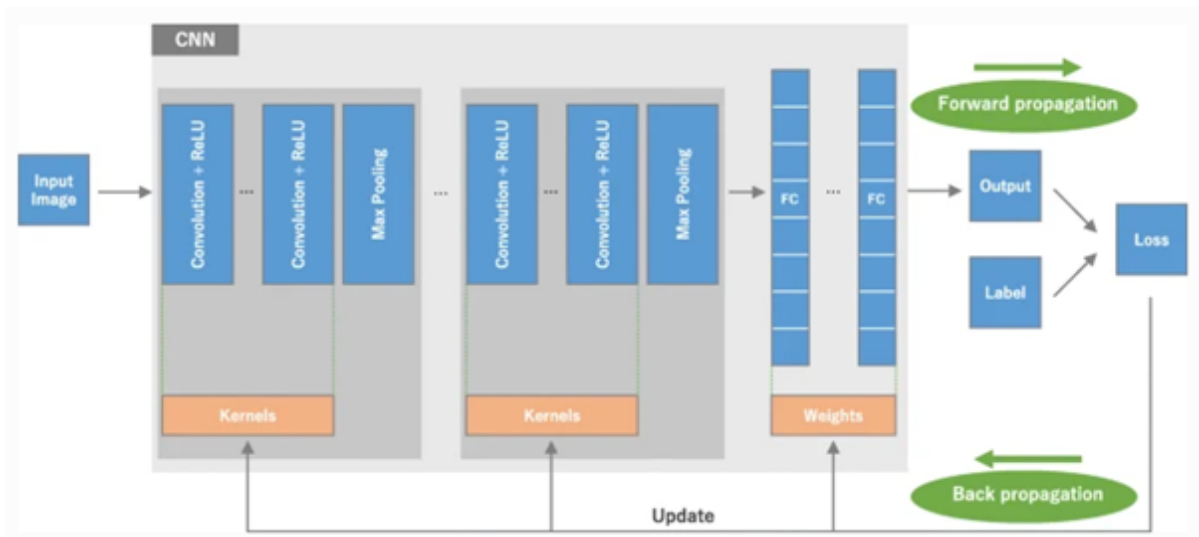 CNN
Forward propagation
Input
Image
Convolution + ReLU
...
Convolution + ReLU
Max Pooling
...
Convolution + ReLU
...
Convolution + ReLU
Max Pooling
FC
...
FC
Output
Label
Loss
Kernels
Kernels
Weights
Back propagation
Update